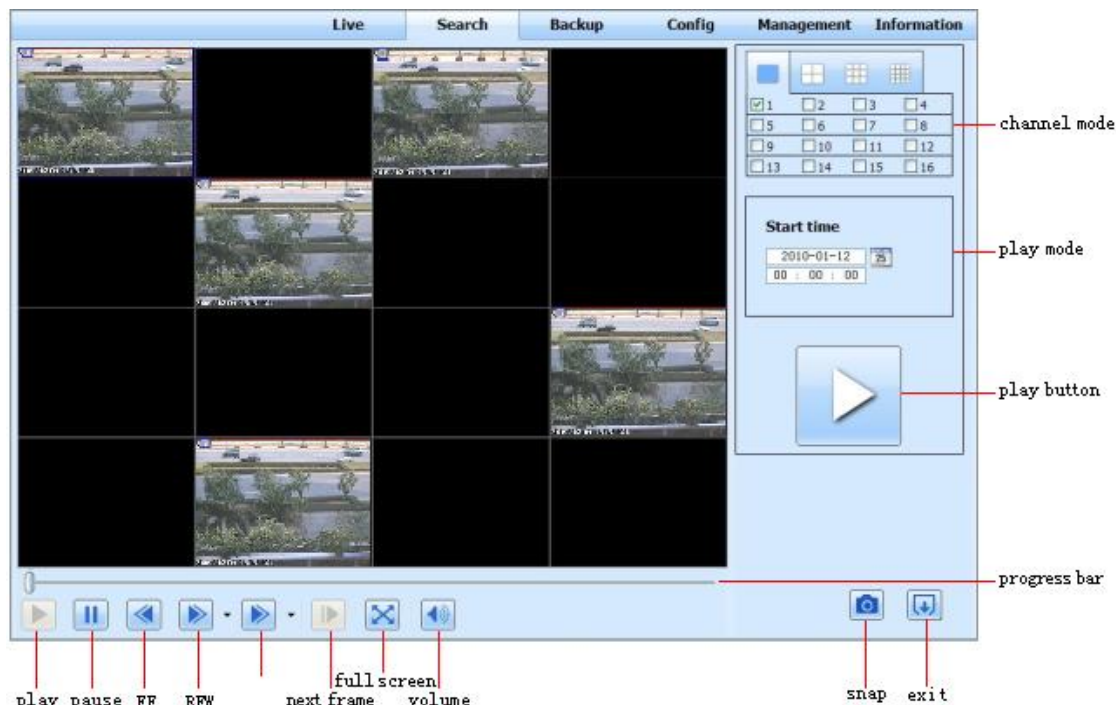 Live Search Backup Config Management Information
1 2 3 4
5 6 7 8
9 10 11 12
13 14 15 16
channel mode
Start time
2010-01-12 25
00 : 00 : 00
play mode
play button
progress bar
full screen
play pause FF REW next frame volume
snap exit